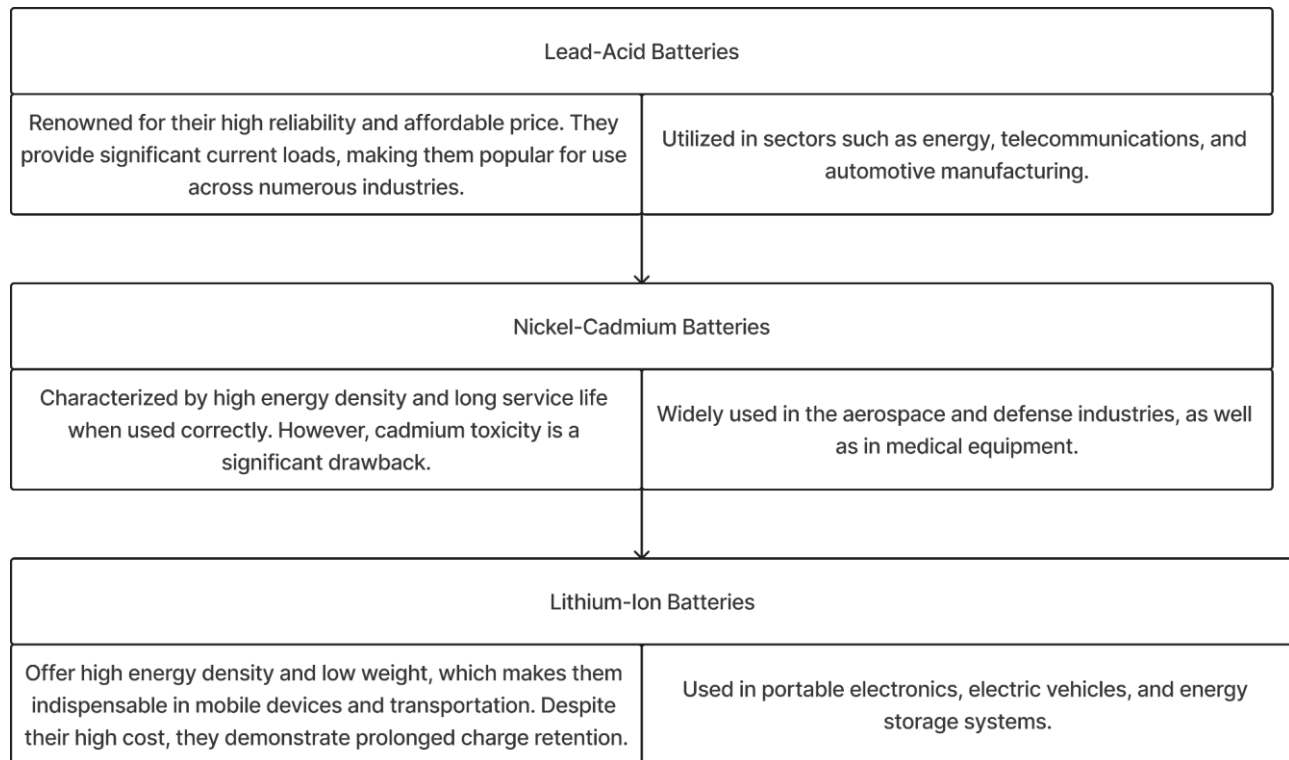 Lead-Acid Batteries
Renowned for their high reliability and affordable price. They
provide significant current loads, making them popular for use
across numerous industries.
Utilized in sectors such as energy, telecommunications, and
automotive manufacturing.
Nickel-Cadmium Batteries
Characterized by high energy density and long service life
when used correctly. However, cadmium toxicity is a
significant drawback.
Widely used in the aerospace and defense industries, as well
as in medical equipment.
Lithium-Ion Batteries
Offer high energy density and low weight, which makes them
indispensable in mobile devices and transportation. Despite
their high cost, they demonstrate prolonged charge retention.
Used in portable electronics, electric vehicles, and energy
storage systems.